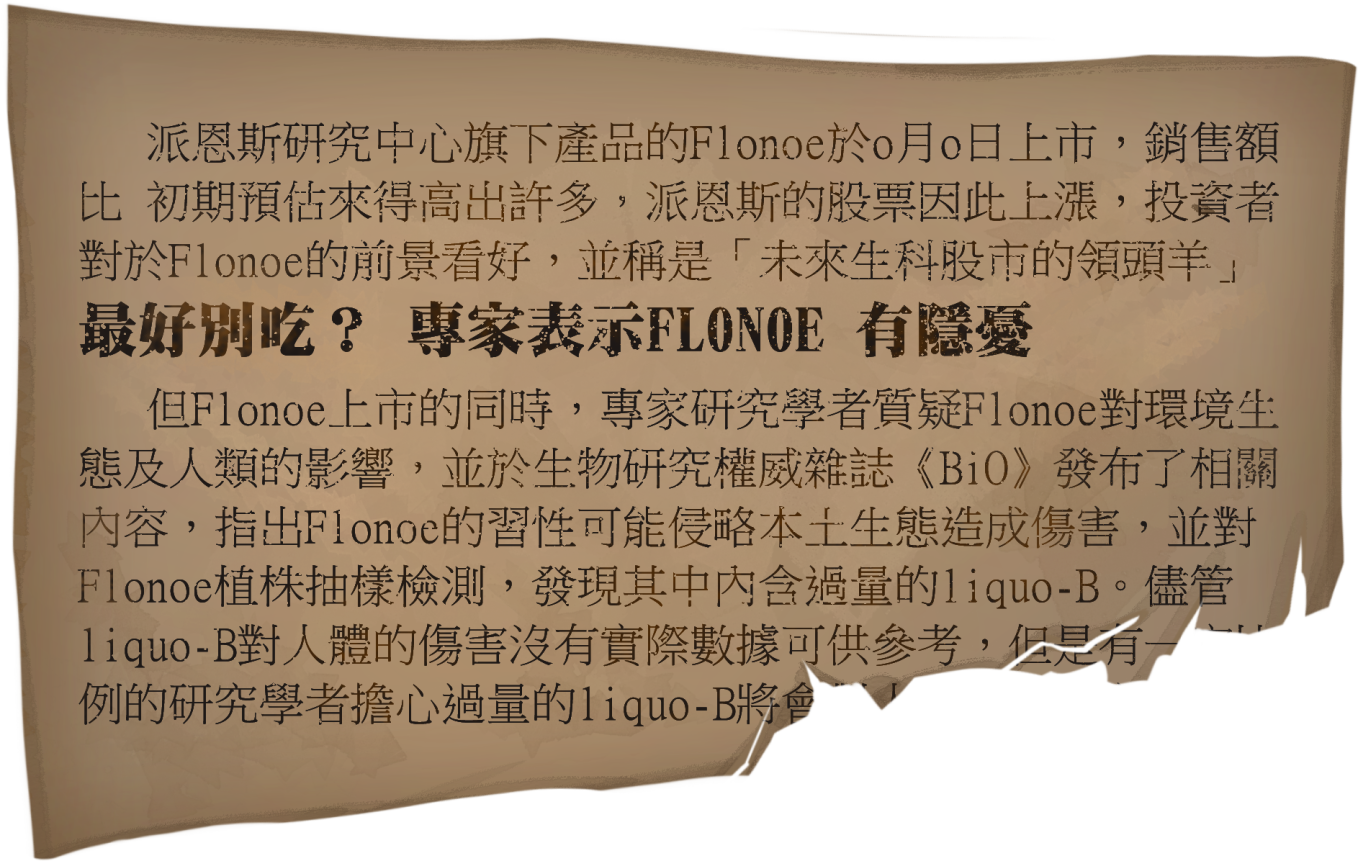 派恩斯研究中心旗下產品的Flonoe於o月o日上市，銷售額
比 初期預估來得高出許多，派恩斯的股票因此上漲，投資者
對於Flonoe的前景看好，並稱是「未來生科股市的領頭羊」
最好別吃？ 專家表示FLONOE 有隱憂
但Flonoe上市的同時，專家研究學者質疑Flonoe對環境生
態及人類的影響，並於生物研究權威雜誌《BiO》發布了相關
內容，指出Flonoe的習性可能侵略本土生態造成傷害，並對
Flonoe植株抽樣檢測，發現其中內含過量的liquo-B。儘管
liquo-B對人體的傷害沒有實際數據可供參考，但是有一
例的研究學者擔心過量的liquo-B將會